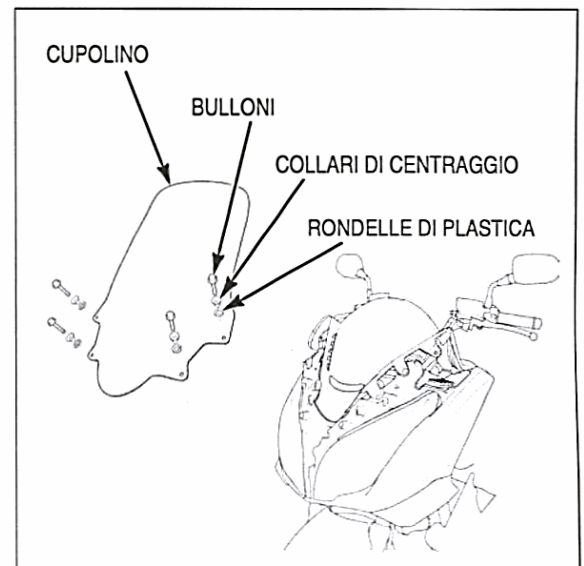 CUPOLINO
BULLONI
COLLARI DI CENTRAGGIO
RONDELLE DI PLASTICA